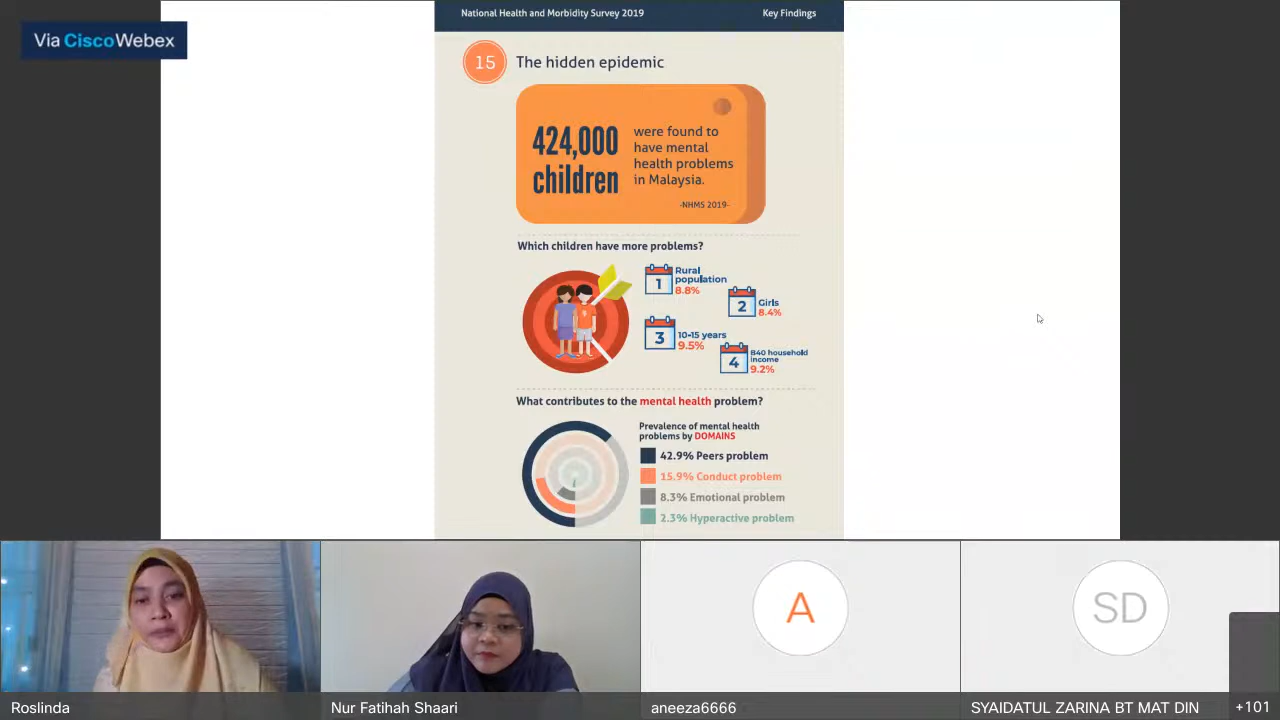 National Health and Morbidity Survey 2019
Key Findings
Via CiscoWebex
15
The hidden epidemic
424,000
children
were found to
have mental
health problems
in Malaysia.
-NHMS 2019-
Which children have more problems?
1
Rural
population
8.8%
2
Girls
8.4%
3
10-15 years
9.5%
4
B40 household
income
9.2%
What contributes to the mental health problem?
Prevalence of mental health
problems by DOMAINS
42.9% Peers problem
15.9% Conduct problem
8.3% Emotional problem
2.3% Hyperactive problem
A
SD
Roslinda
Nur Fatihah Shaari
aneeza6666
SYAIDATUL ZARINA BT MAT DIN
+101